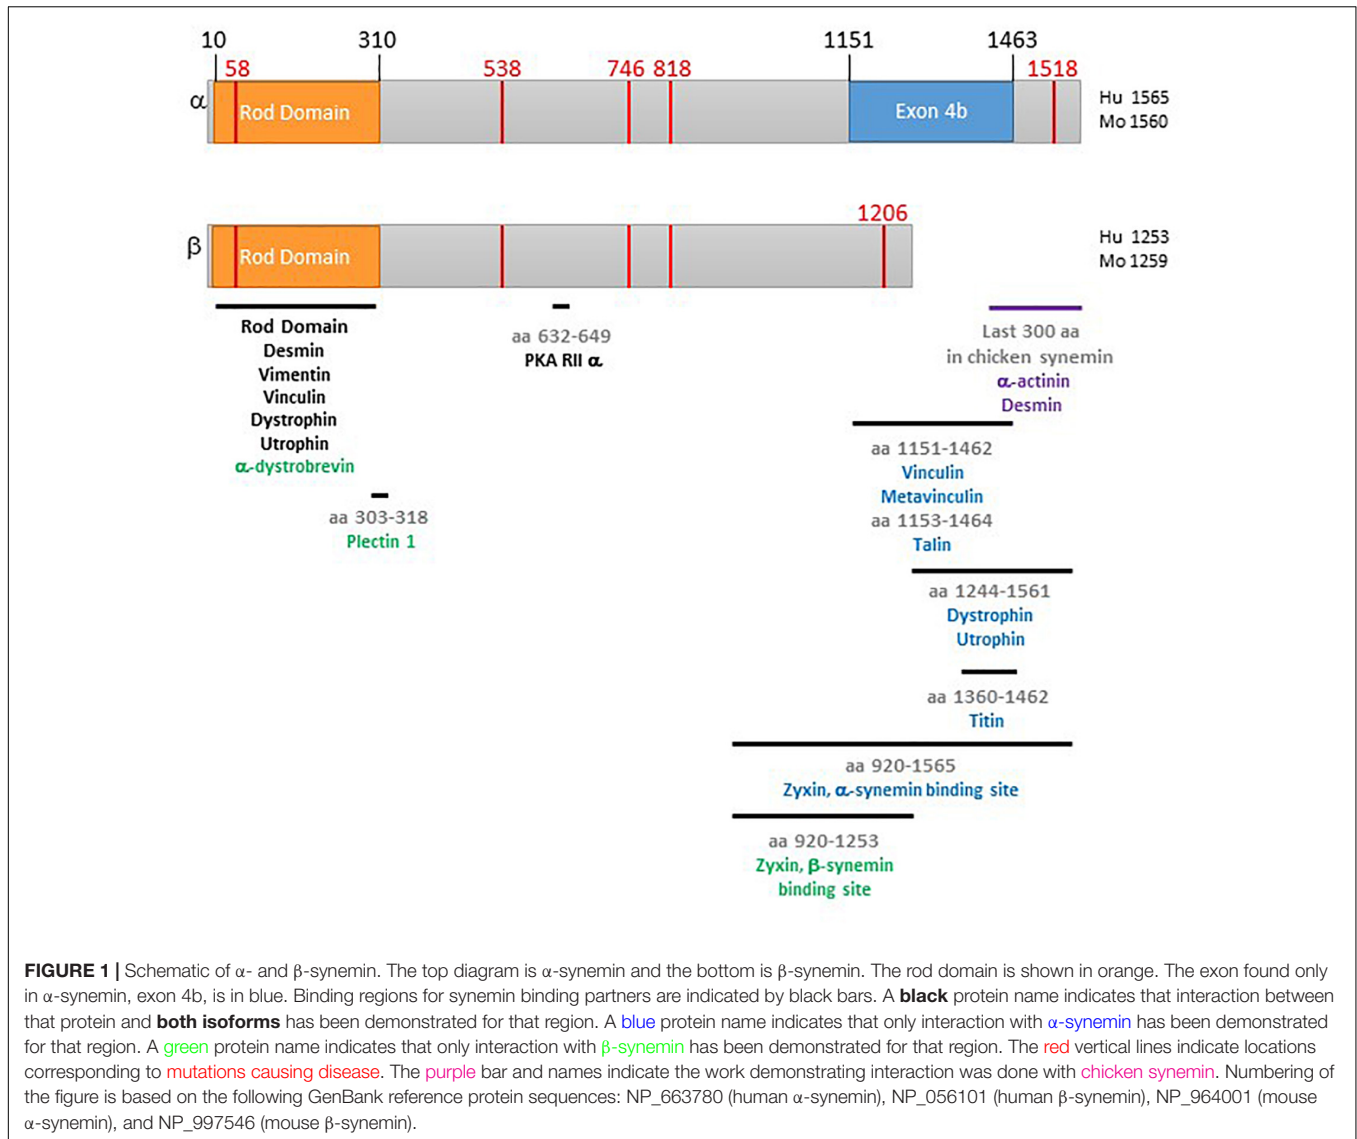 10 310 1151 1463
58 538 746 818 1518
α Rod Domain Exon 4b
Hu 1565
Mo 1560
1206
β Rod Domain
Hu 1253
Mo 1259
Rod Domain
Desmin
Vimentin
Vinculin
Dystrophin
Utrophin
α-dystrobrevin
aa 303-318
Plectin 1
aa 632-649
PKA RII α
Last 300 aa
in chicken synemin
α-actinin
Desmin
aa 1151-1462
Vinculin
Metavinculin
aa 1153-1464
Talin
aa 1244-1561
Dystrophin
Utrophin
aa 1360-1462
Titin
aa 920-1565
Zyxin, α-synemin binding site
aa 920-1253
Zyxin, β-synemin
binding site
FIGURE 1 | Schematic of α- and β-synemin. The top diagram is α-synemin and the bottom is β-synemin. The rod domain is shown in orange. The exon found only
in α-synemin, exon 4b, is in blue. Binding regions for synemin binding partners are indicated by black bars. A black protein name indicates that interaction between
that protein and both isoforms has been demonstrated for that region. A blue protein name indicates that only interaction with α-synemin has been demonstrated
for that region. A green protein name indicates that only interaction with β-synemin has been demonstrated for that region. The red vertical lines indicate locations
corresponding to mutations causing disease. The purple bar and names indicate the work demonstrating interaction was done with chicken synemin. Numbering of
the figure is based on the following GenBank reference protein sequences: NP_663780 (human α-synemin), NP_056101 (human β-synemin), NP_964001 (mouse
α-synemin), and NP_997546 (mouse β-synemin).